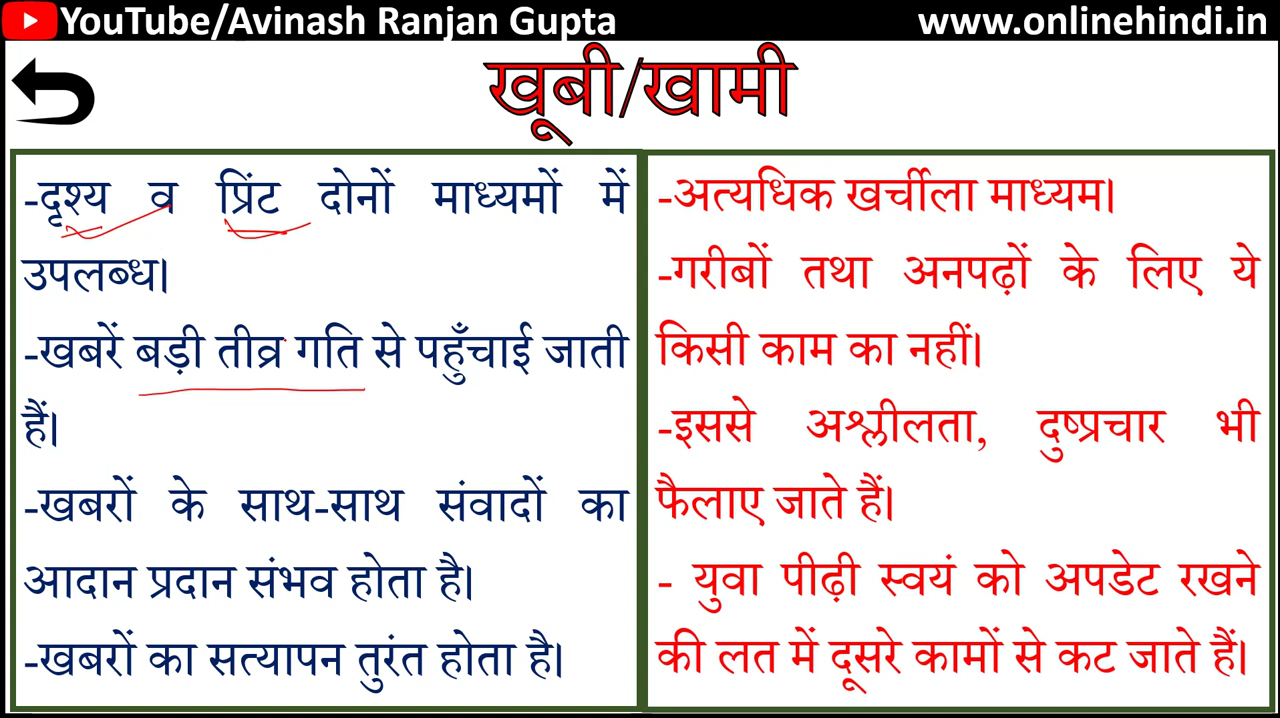 YouTube/Avinash Ranjan Gupta
www.onlinehindi.in
खूबी/खामी
-दृश्य व प्रिंट दोनों माध्यमों में
उपलब्ध।
-खबरें बड़ी तीव्र गति से पहुँचाई जाती
हैं।
-खबरों के साथ-साथ संवादों का
आदान प्रदान संभव होता है।
-खबरों का सत्यापन तुरंत होता है।
-अत्यधिक खर्चीला माध्यम।
-गरीबों तथा अनपढ़ों के लिए ये
किसी काम का नहीं।
-इससे अश्लीलता, दुष्प्रचार भी
फैलाए जाते हैं।
- युवा पीढ़ी स्वयं को अपडेट रखने
की लत में दूसरे कामों से कट जाते हैं।